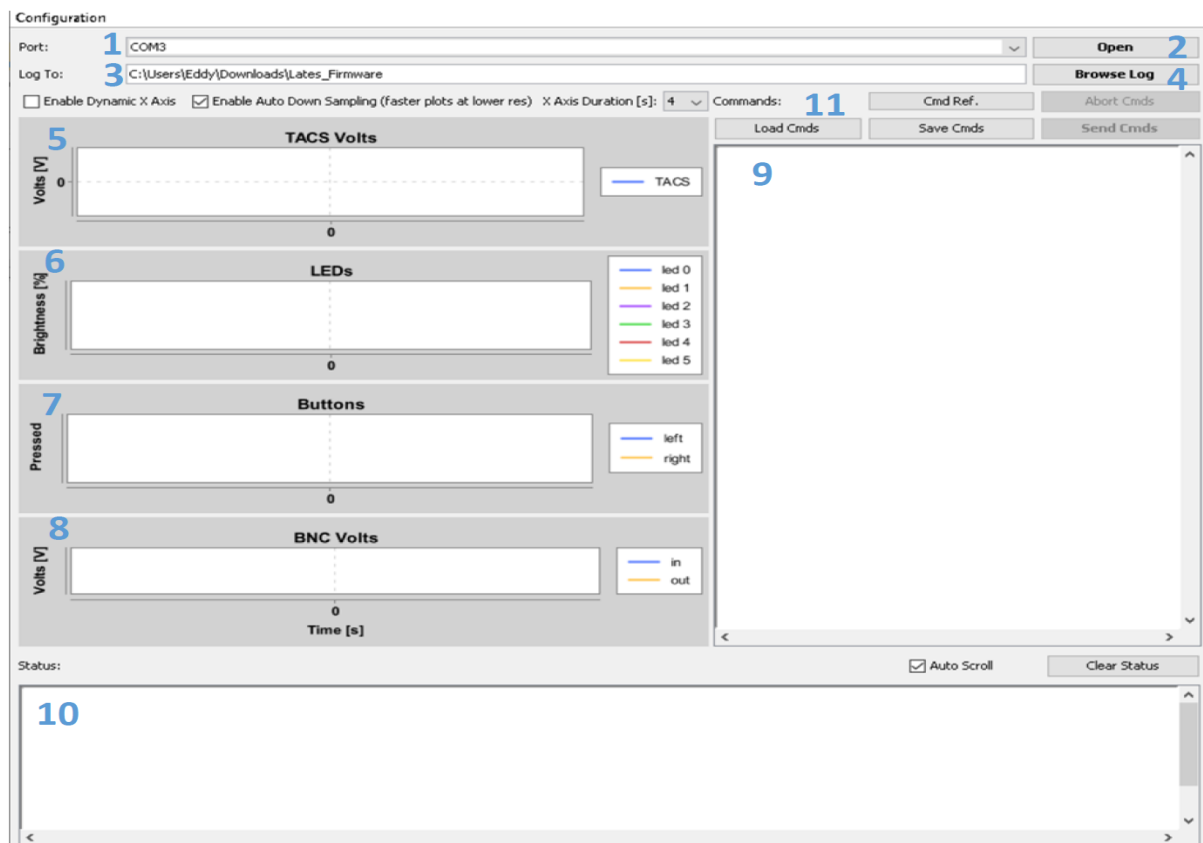 Configuration
Port: 1 COM3 Open 2
Log To: 3 C:\Users\Eddy\Downloads\Lates_Firmware Browse Log 4
Enable Dynamic X Axis Enable Auto Down Sampling (faster plots at lower res) X Axis Duration [s]: 4 Commands: 11 Cmd Ref. Abort Cmds
Load Cmds Save Cmds Send Cmds
5 TACS Volts
Volts [V]
0
TACS
0
6 LEDs
Brightness [%]
led 0
led 1
led 2
led 3
led 4
led 5
0
7 Buttons
Pressed
left
right
0
8 BNC Volts
Volts [V]
in
out
0
Time [s]
9
Status: Auto Scroll Clear Status
10